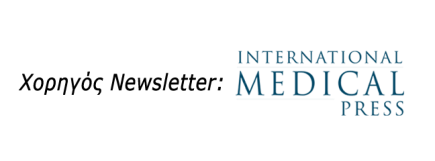 Χορηγός Newsletter:
INTERNATIONAL
MEDICAL
PRESS